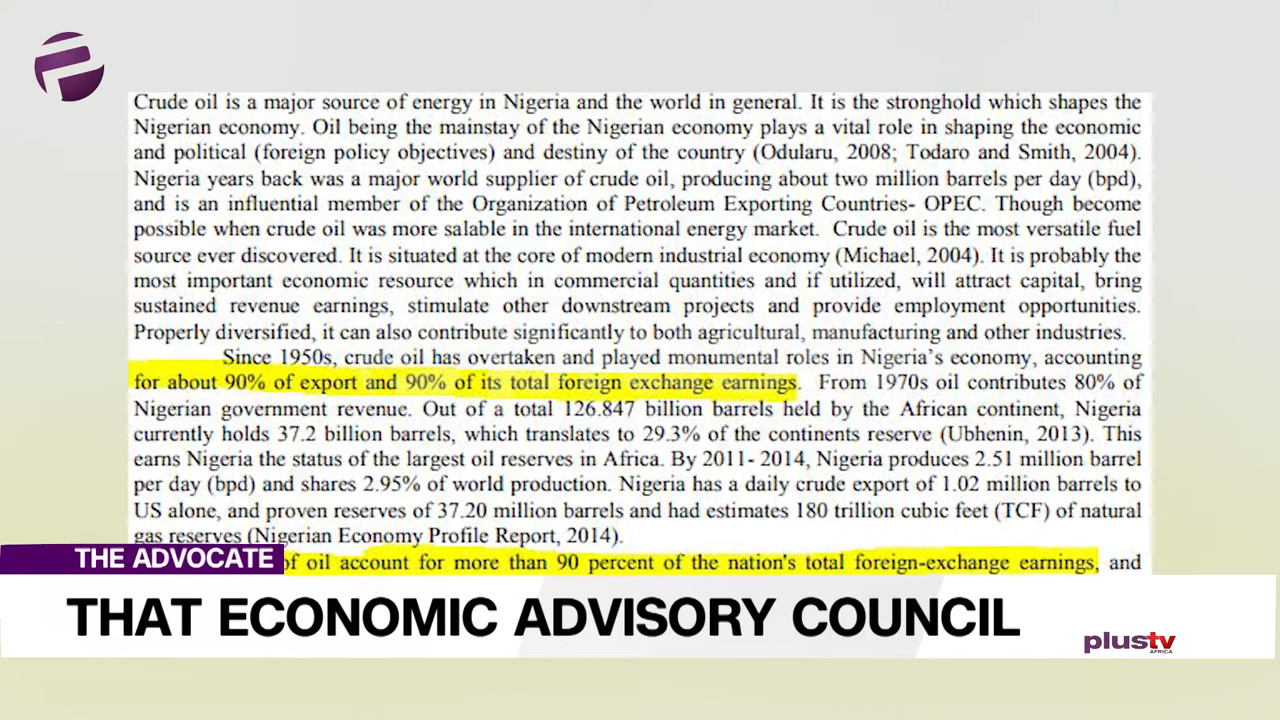 Crude oil is a major source of energy in Nigeria and the world in general. It is the stronghold which shapes the
Nigerian economy. Oil being the mainstay of the Nigerian economy plays a vital role in shaping the economic
and political (foreign policy objectives) and destiny of the country (Odularu, 2008; Todaro and Smith, 2004).
Nigeria years back was a major world supplier of crude oil, producing about two million barrels per day (bpd),
and is an influential member of the Organization of Petroleum Exporting Countries- OPEC. Though become
possible when crude oil was more salable in the international energy market. Crude oil is the most versatile fuel
source ever discovered. It is situated at the core of modern industrial economy (Michael, 2004). It is probably the
most important economic resource which in commercial quantities and if utilized, will attract capital, bring
sustained revenue earnings, stimulate other downstream projects and provide employment opportunities.
Properly diversified, it can also contribute significantly to both agricultural, manufacturing and other industries.
Since 1950s, crude oil has overtaken and played monumental roles in Nigeria's economy, accounting
for about 90% of export and 90% of its total foreign exchange earnings. From 1970s oil contributes 80% of
Nigerian government revenue. Out of a total 126.847 billion barrels held by the African continent, Nigeria
currently holds 37.2 billion barrels, which translates to 29.3% of the continents reserve (Ubhenin, 2013). This
earns Nigeria the status of the largest oil reserves in Africa. By 2011- 2014, Nigeria produces 2.51 million barrel
per day (bpd) and shares 2.95% of world production. Nigeria has a daily crude export of 1.02 million barrels to
US alone, and proven reserves of 37.20 million barrels and had estimates 180 trillion cubic feet (TCF) of natural
gas reserves (Nigerian Economy Profile Report, 2014).
of oil account for more than 90 percent of the nation's total foreign-exchange earnings, and
THE ADVOCATE
THAT ECONOMIC ADVISORY COUNCIL
plustv
AFRICA